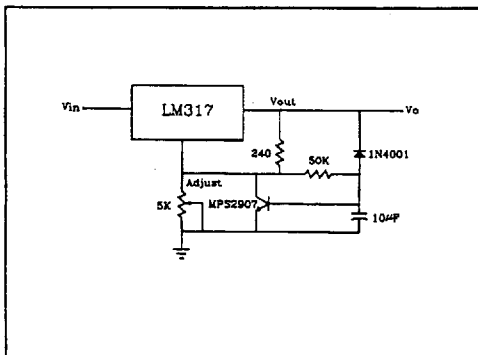 LM317
Vin
Vout
Vo
240
50K
1N4001
Adjust
5K
MPS2907
10µF